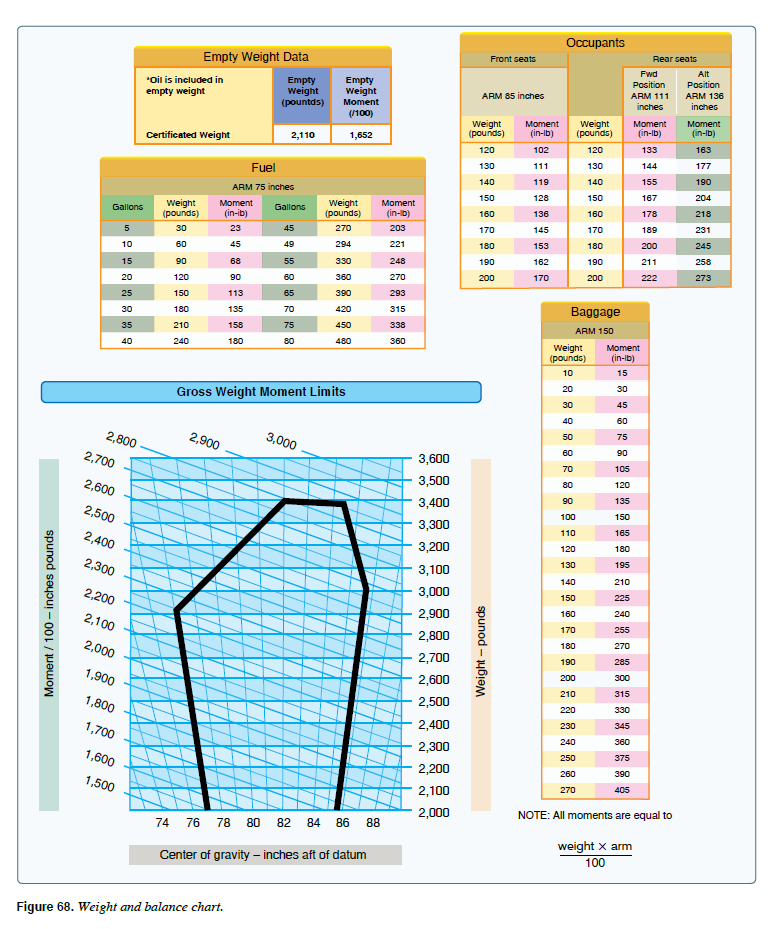 Empty Weight Data
*Oil is included in empty weight
Empty Weight (pountds)
Empty Weight Moment (/100)
Certificated Weight 2,110 1,652
Fuel
ARM 75 inches
Gallons Weight (pounds) Moment (in-lb) Gallons Weight (pounds) Moment (in-lb)
5 30 23 45 270 203
10 60 45 49 294 221
15 90 68 55 330 248
20 120 90 60 360 270
25 150 113 65 390 293
30 180 135 70 420 315
35 210 158 75 450 338
40 240 180 80 480 360
Occupants
Front seats Rear seats
ARM 85 inches
Fwd Position ARM 111 inches
Alt Position ARM 136 inches
Weight (pounds) Moment (in-lb) Weight (pounds) Moment (in-lb) Moment (in-lb)
120 102 120 133 163
130 111 130 144 177
140 119 140 155 190
150 128 150 167 204
160 136 160 178 218
170 145 170 189 231
180 153 180 200 245
190 162 190 211 258
200 170 200 222 273
Baggage
ARM 150
Weight (pounds) Moment (in-lb)
10 15
20 30
30 45
40 60
50 75
60 90
70 105
80 120
90 135
100 150
110 165
120 180
130 195
140 210
150 225
160 240
170 255
180 270
190 285
200 300
210 315
220 330
230 345
240 360
250 375
260 390
270 405
NOTE: All moments are equal to
weight × arm
100
Gross Weight Moment Limits
2,800 2,900 3,000
2,700
2,600
2,500
2,400
2,300
2,200
2,100
2,000
1,900
1,800
1,700
1,600
1,500
Moment / 100 – inches pounds
3,600
3,500
3,400
3,300
3,200
3,100
3,000
2,900
2,800
2,700
2,600
2,500
2,400
2,300
2,200
2,100
2,000
Weight – pounds
74 76 78 80 82 84 86 88
Center of gravity – inches aft of datum
Figure 68. Weight and balance chart.